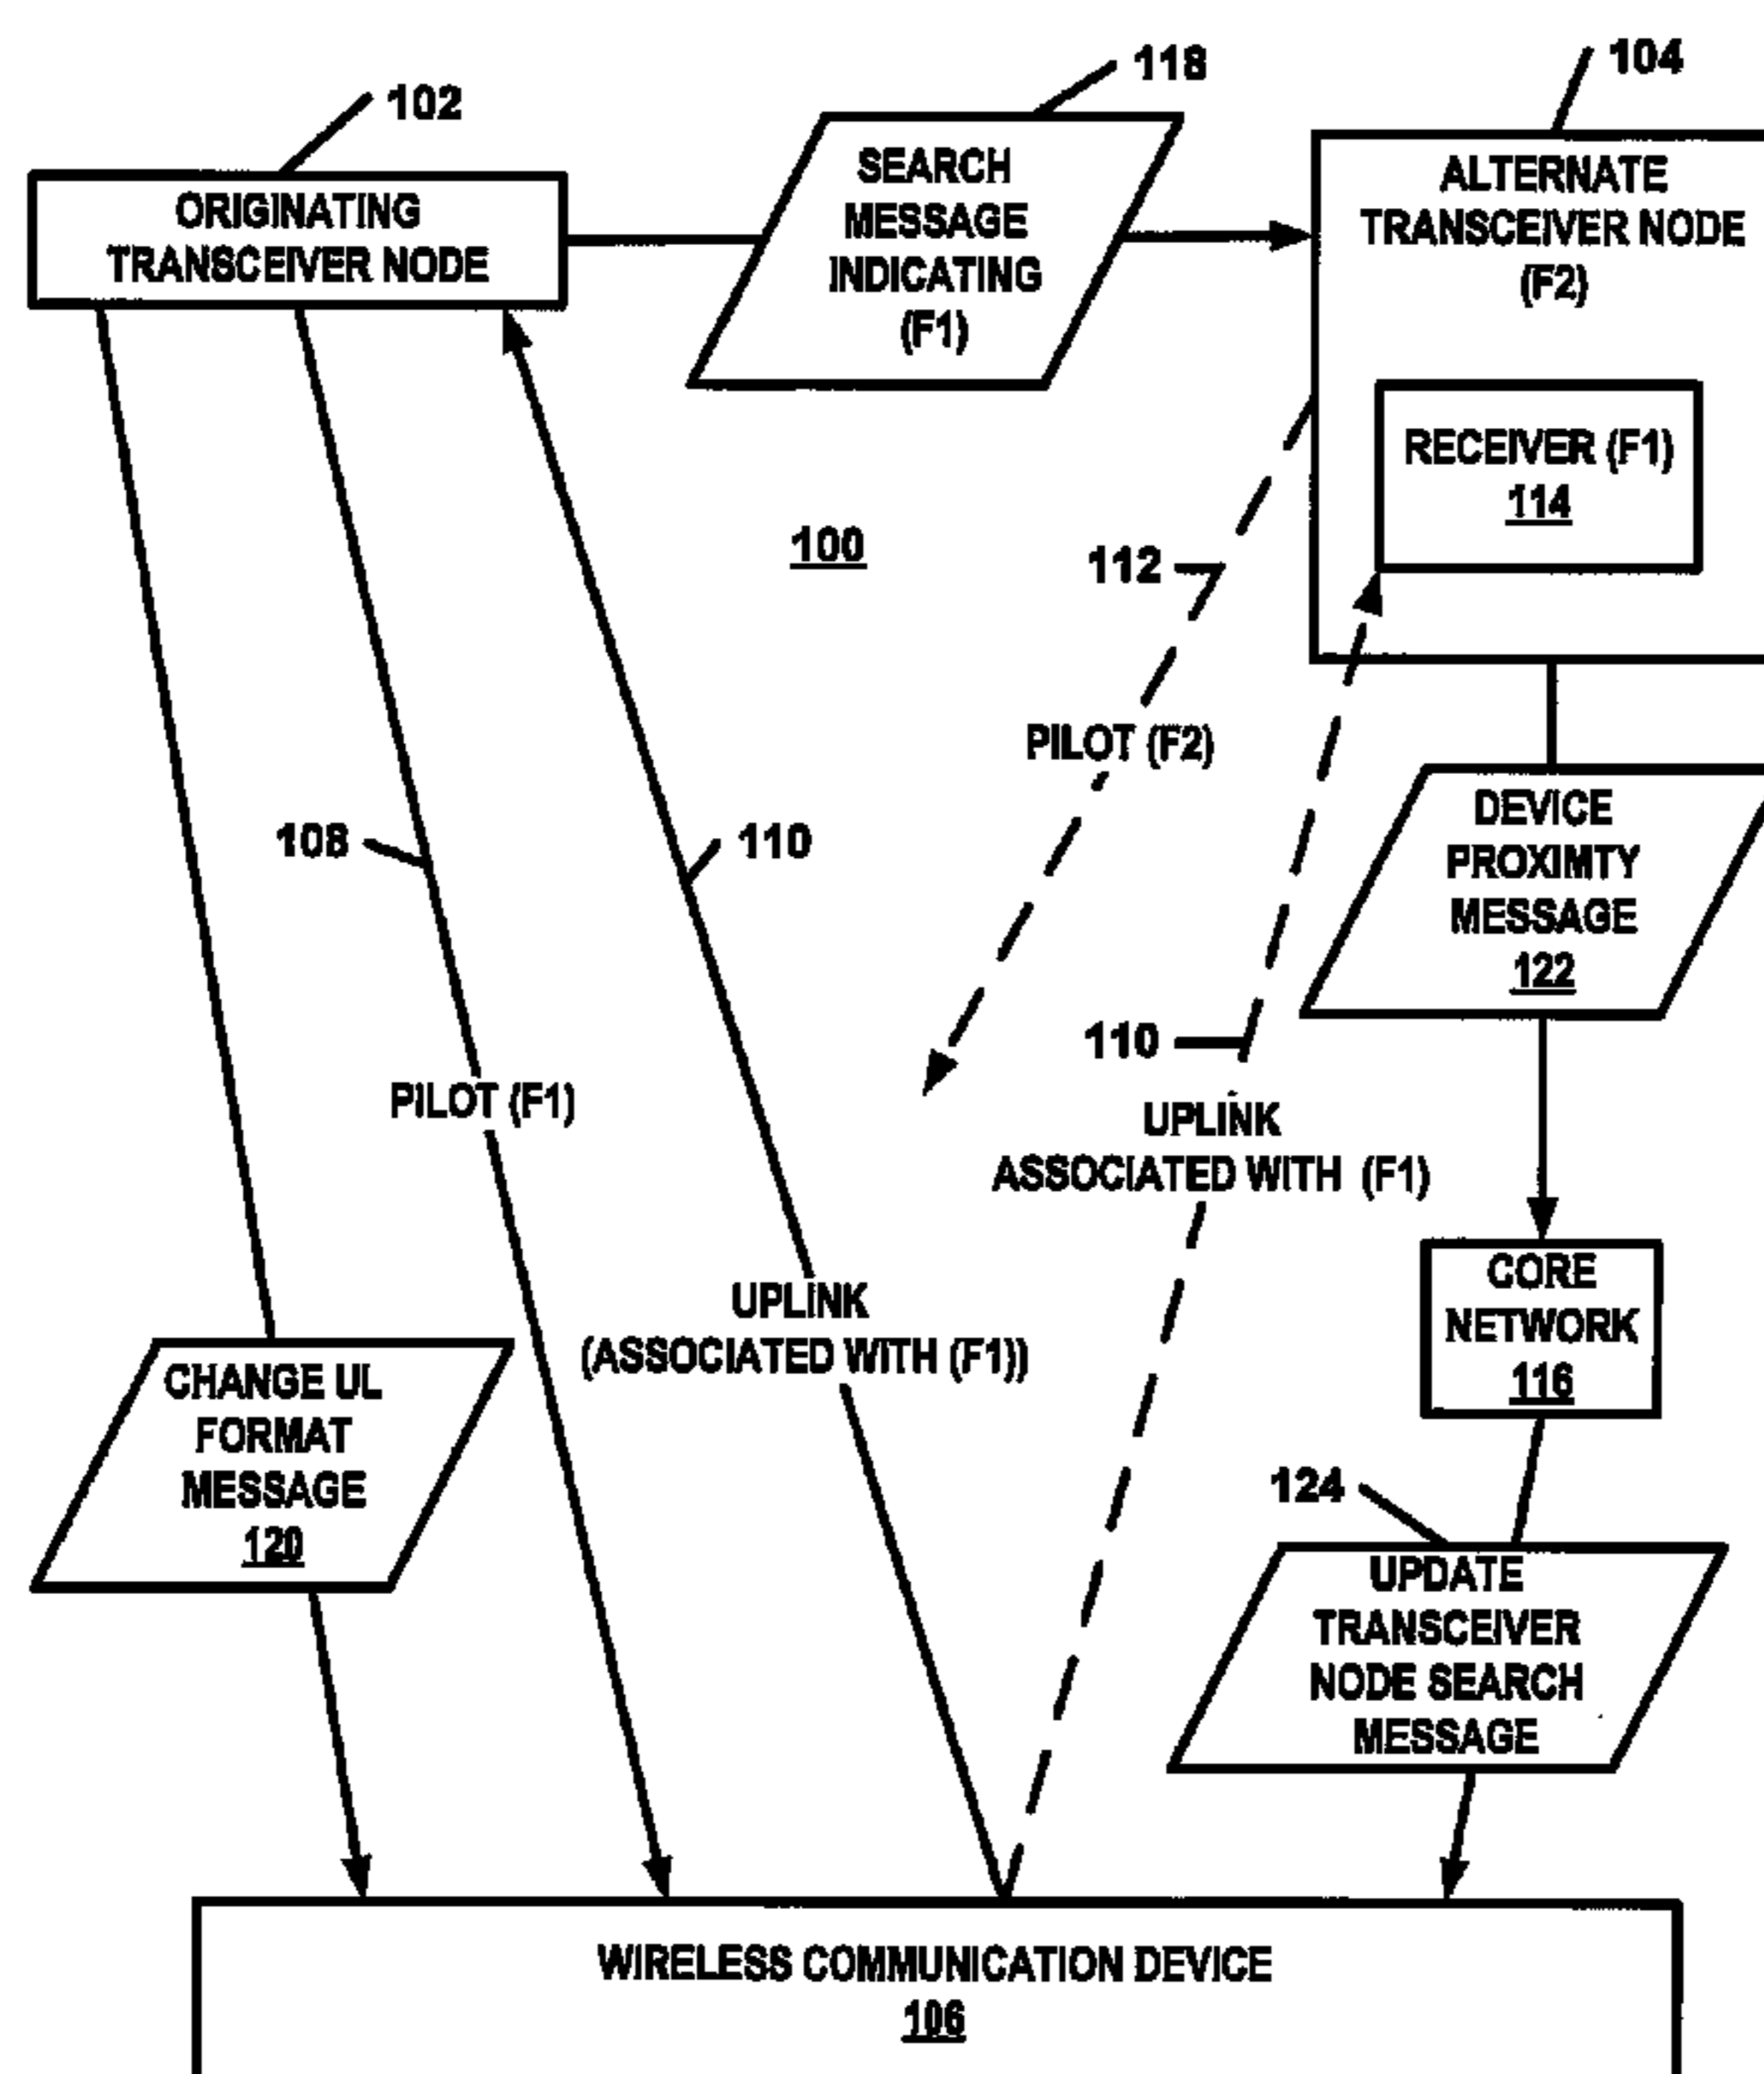 102
118
104
ORIGINATING
TRANSCEIVER NODE
SEARCH
MESSAGE
INDICATING
(F1)
ALTERNATE
TRANSCEIVER NODE
(F2)
RECEIVER (F1)
114
100
112
PILOT (F2)
108
110
DEVICE
PROXIMTY
MESSAGE
122
110
PILOT (F1)
UPLINK
ASSOCIATED WITH (F1)
UPLINK
(ASSOCIATED WITH (F1))
CORE
NETWORK
116
CHANGE UL
FORMAT
MESSAGE
120
124
UPDATE
TRANSCEIVER
NODE SEARCH
MESSAGE
WIRELESS COMMUNICATION DEVICE
106